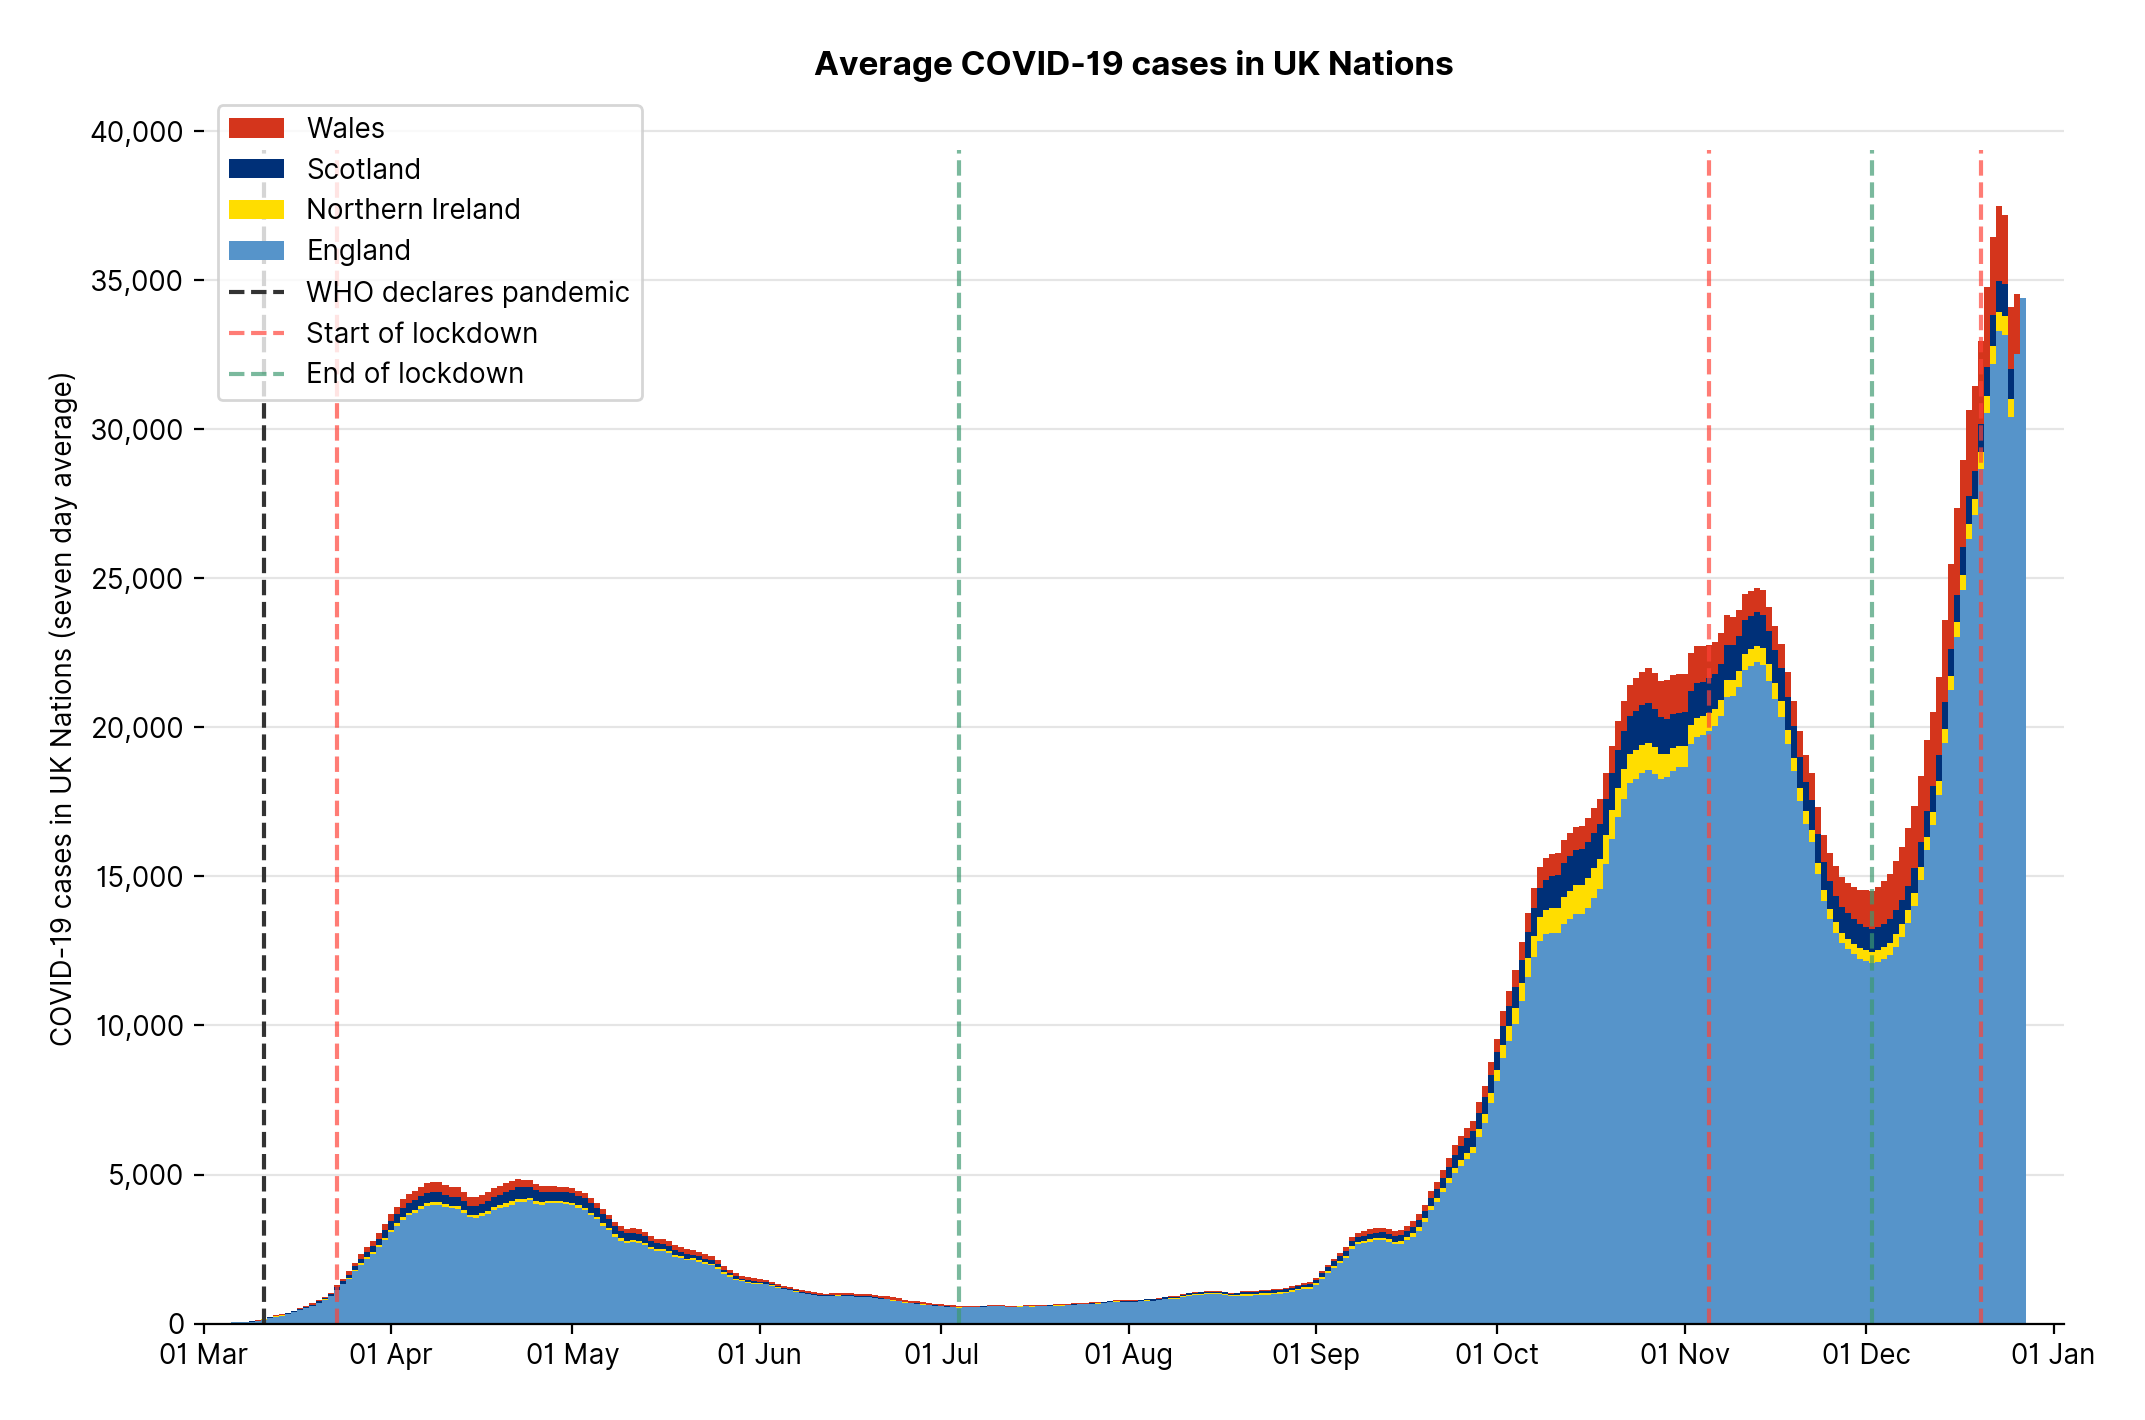 Average COVID-19 cases in UK Nations
Wales
Scotland
Northern Ireland
England
WHO declares pandemic
Start of lockdown
End of lockdown
COVID-19 cases in UK Nations (seven day average)
40,000
35,000
30,000
25,000
20,000
15,000
10,000
5,000
0
01 Mar 01 Apr 01 May 01 Jun 01 Jul 01 Aug 01 Sep 01 Oct 01 Nov 01 Dec 01 Jan